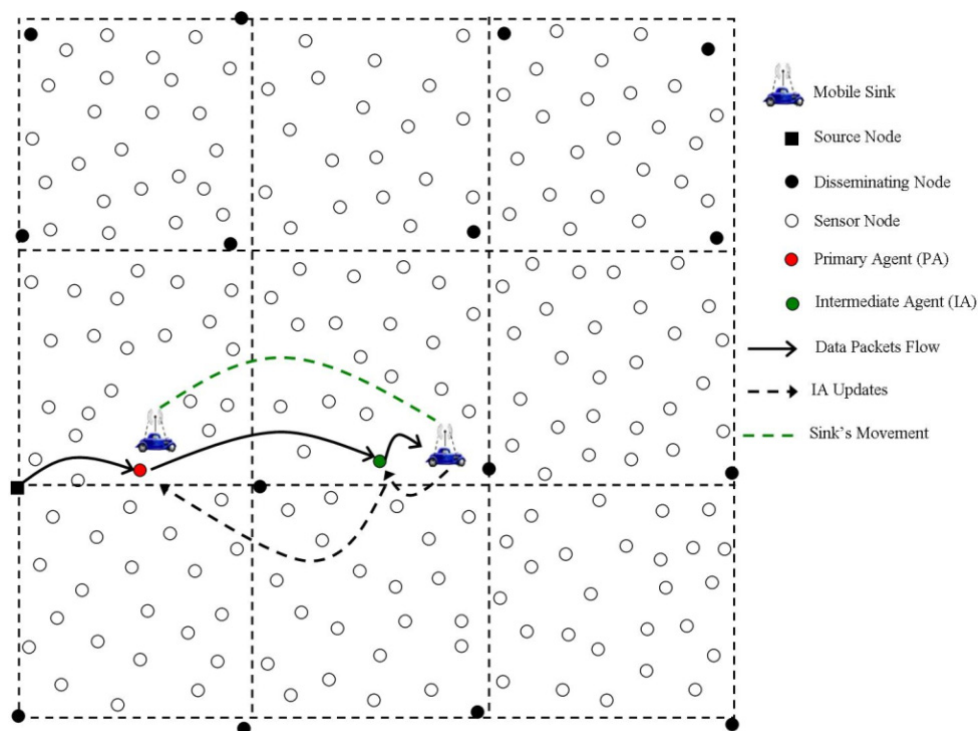 Mobile Sink
Source Node
Disseminating Node
Sensor Node
Primary Agent (PA)
Intermediate Agent (IA)
Data Packets Flow
IA Updates
Sink's Movement